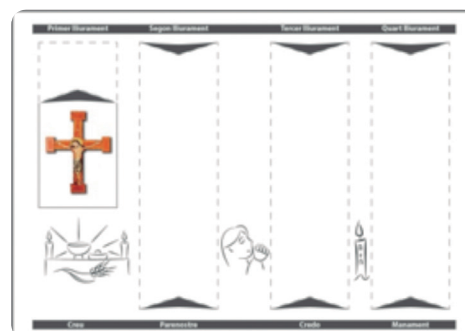 Primer lliurament
Segon lliurament
Tercer lliurament
Quart lliurament
Creu
Parenostre
Credo
Manament